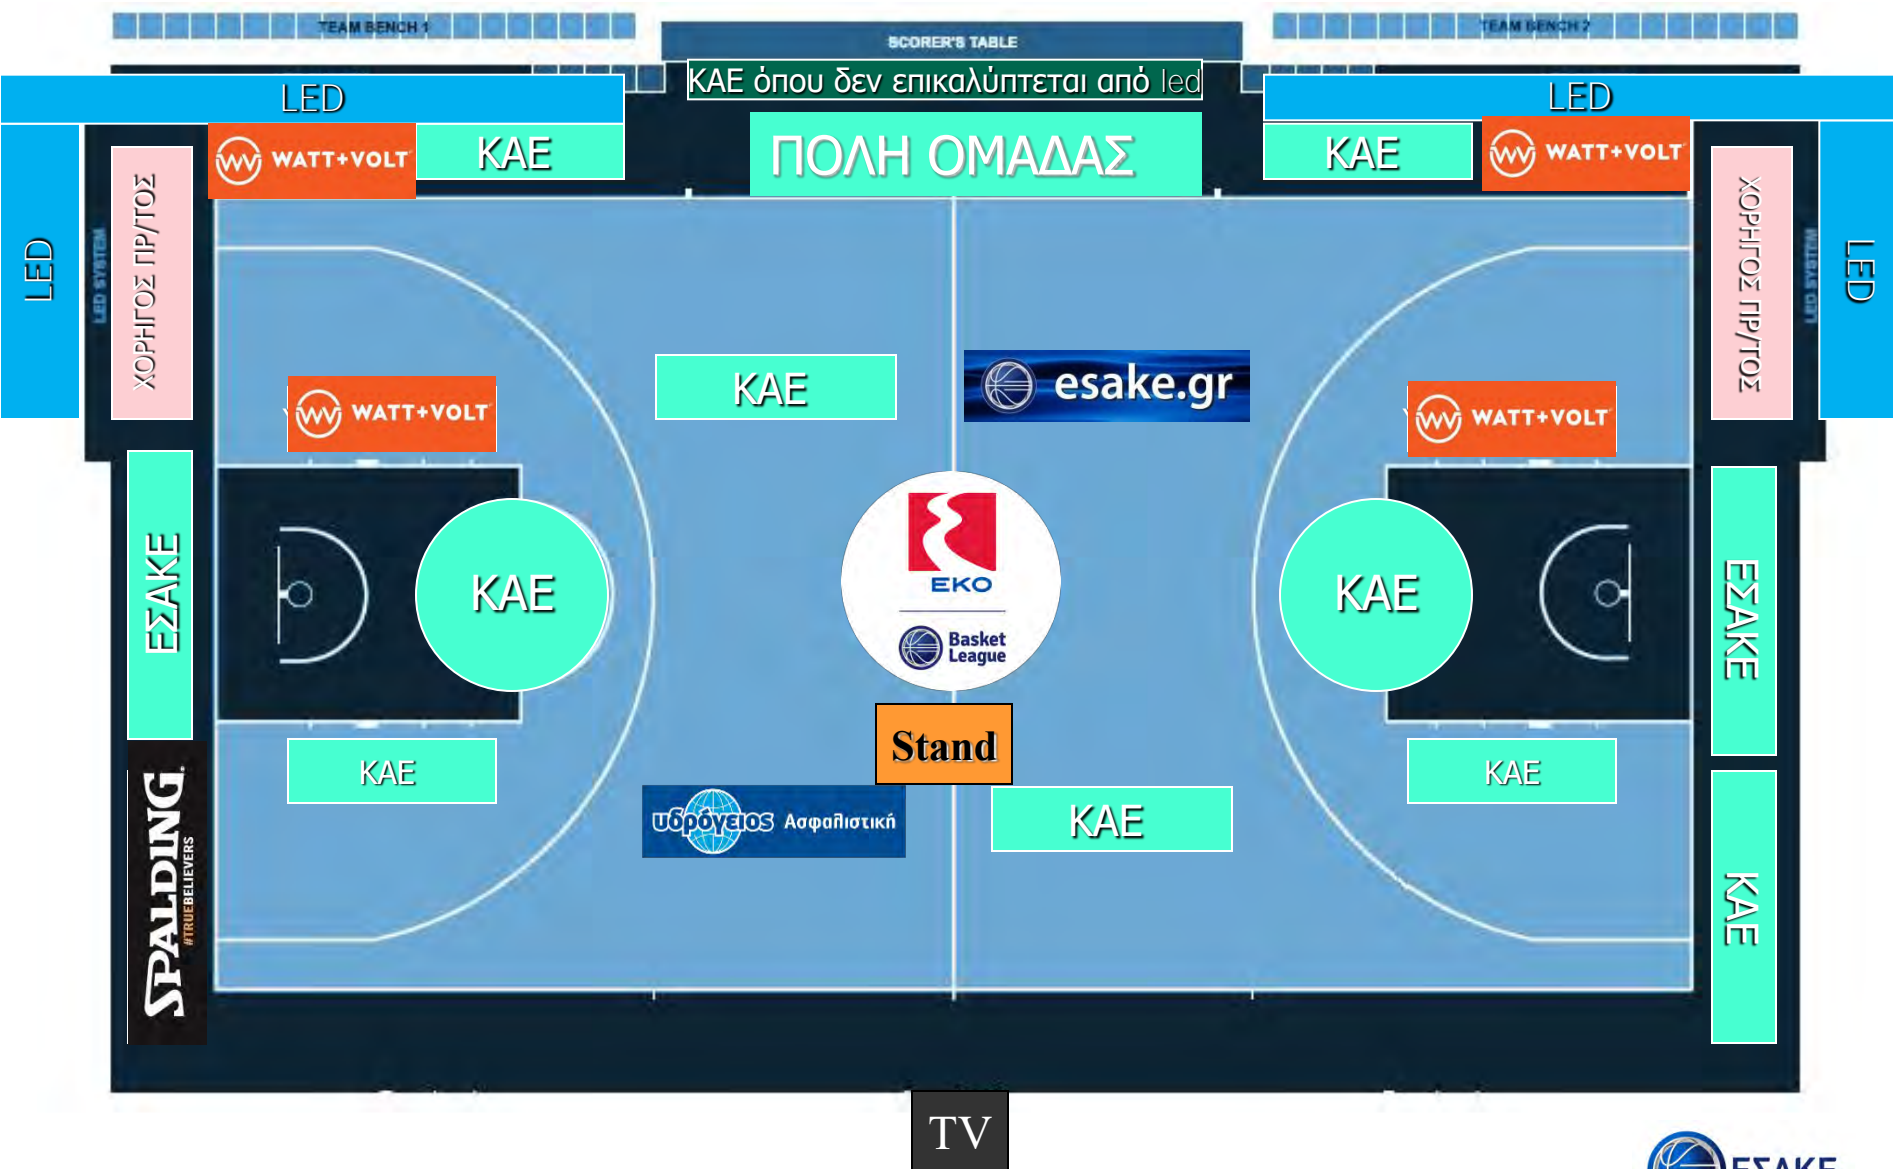 TEAM BENCH 1
SCORER'S TABLE
TEAM BENCH 2
ΚΑΕ όπου δεν επικαλύπτεται από led
LED
LED
WATT+VOLT
ΚΑΕ
ΠΟΛΗ ΟΜΑΔΑΣ
ΚΑΕ
WATT+VOLT
LED
LED SYSTEM
ΧΟΡΗΓΟΣ ΠΡ/ΤΟΣ
ΧΟΡΗΓΟΣ ΠΡ/ΤΟΣ
LED SYSTEM
LED
WATT+VOLT
ΚΑΕ
esake.gr
WATT+VOLT
ΕΣΑΚΕ
ΚΑΕ
EKO
Basket
League
ΚΑΕ
ΕΣΑΚΕ
Stand
ΚΑΕ
ΚΑΕ
SPALDING
#TRUEBELIEVERS
υδρόγειος Ασφαλιστική
ΚΑΕ
ΚΑΕ
TV
ΕΣΑΚΕ